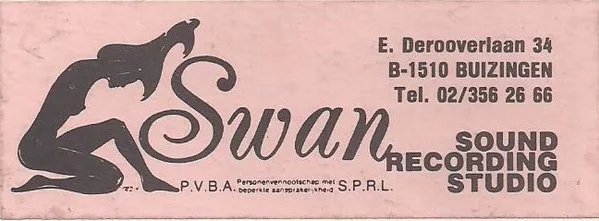 E. Derooverlaan 34
B-1510 BUIZINGEN
Tel. 02/356 26 66
Swan
SOUND
RECORDING
STUDIO
P.V.B.A. Personenvennootschap met beperkte aansprakelijkheid S.P.R.L.